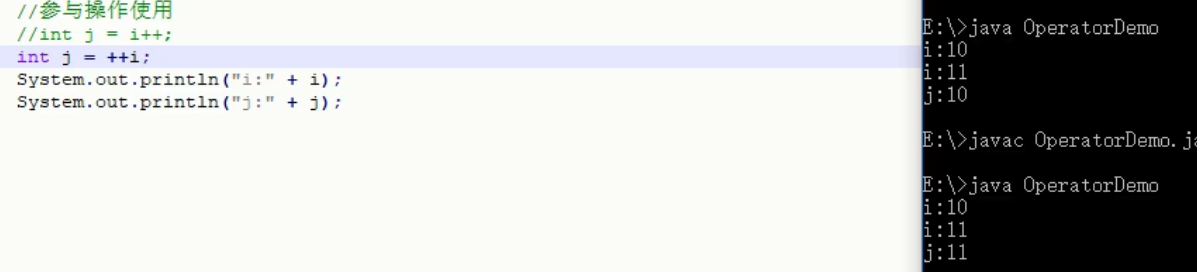 //参与操作使用
//int j = i++;
int j = ++i;
System.out.println("i:" + i);
System.out.println("j:" + j);
E:\>java OperatorDemo
i:10
i:11
j:10
E:\>javac OperatorDemo.ja
E:\>java OperatorDemo
i:10
i:11
j:11